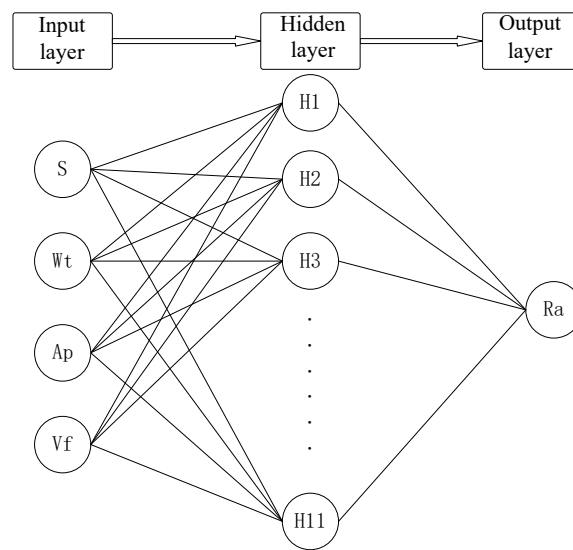 Input
layer
Hidden
layer
Output
layer
H1
S
H2
Wt
H3
Ra
Ap
Vf
H11